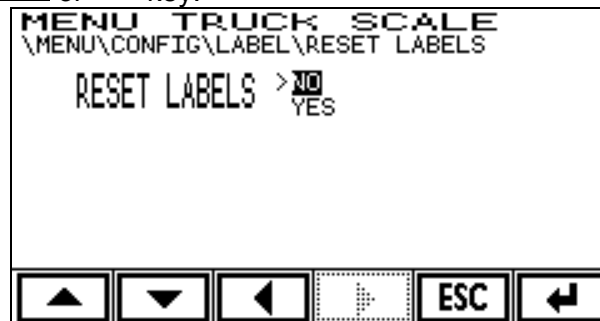 MENU TRUCK SCALE
\MENU\CONFIG\LABEL\RESET LABELS
RESET LABELS >NO
YES
ESC